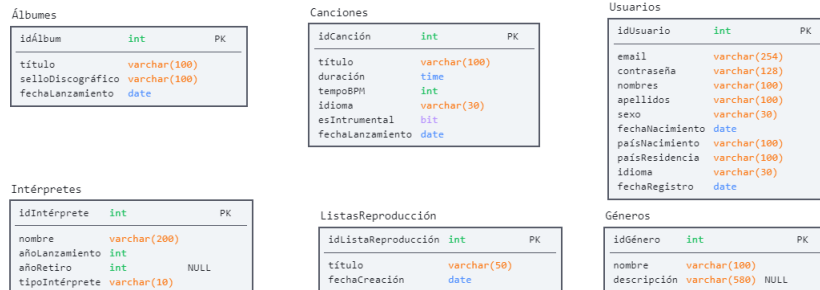 Álbumes
idÁlbum int PK
título varchar(100)
selloDiscográfico varchar(100)
fechaLanzamiento date
Canciones
idCanción int PK
título varchar(100)
duración time
tempoBPM int
idioma varchar(30)
esIntrumental bit
fechaLanzamiento date
Usuarios
idUsuario int PK
email varchar(254)
contraseña varchar(128)
nombres varchar(100)
apellidos varchar(100)
sexo varchar(30)
fechaNacimiento date
paísNacimiento varchar(100)
paísResidencia varchar(100)
idioma varchar(30)
fechaRegistro date
Intérpretes
idIntérprete int PK
nombre varchar(200)
añoLanzamiento int
añoRetiro int NULL
tipoIntérprete varchar(10)
ListasReproducción
idListaReproducción int PK
título varchar(50)
fechaCreación date
Géneros
idGénero int PK
nombre varchar(100)
descripción varchar(580) NULL